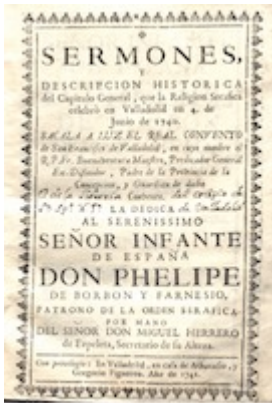 SERMONES,
Y
DESCRIPCION HISTORICA
del Capitulo General, que la Religion Serafica
celebrò en Valladolid en 4. de
Junio de 1740.
SACALA A LUZ EL REAL CONVENTO
de San Francisco de Valladolid, en cuyo nombre el
R. P. Fr. Buenaventura Maestro, Predicador General
Ex-Difinidor, Padre de la Provincia de la
Concepcion, y Guardian de dicho
Convento.
LA DEDICA
AL SERENISSIMO
SEÑOR INFANTE
DE ESPAÑA
DON PHELIPE
DE BORBON Y FARNESIO,
PATRONO DE LA ORDEN SERAFICA
POR MANO
DEL SEÑOR DON MIGUEL HERRERO
de Ezpeleta, Secretario de su Alteza.
Con privilegio: En Valladolid, en casa de Athanasio, y
Año de 1741.